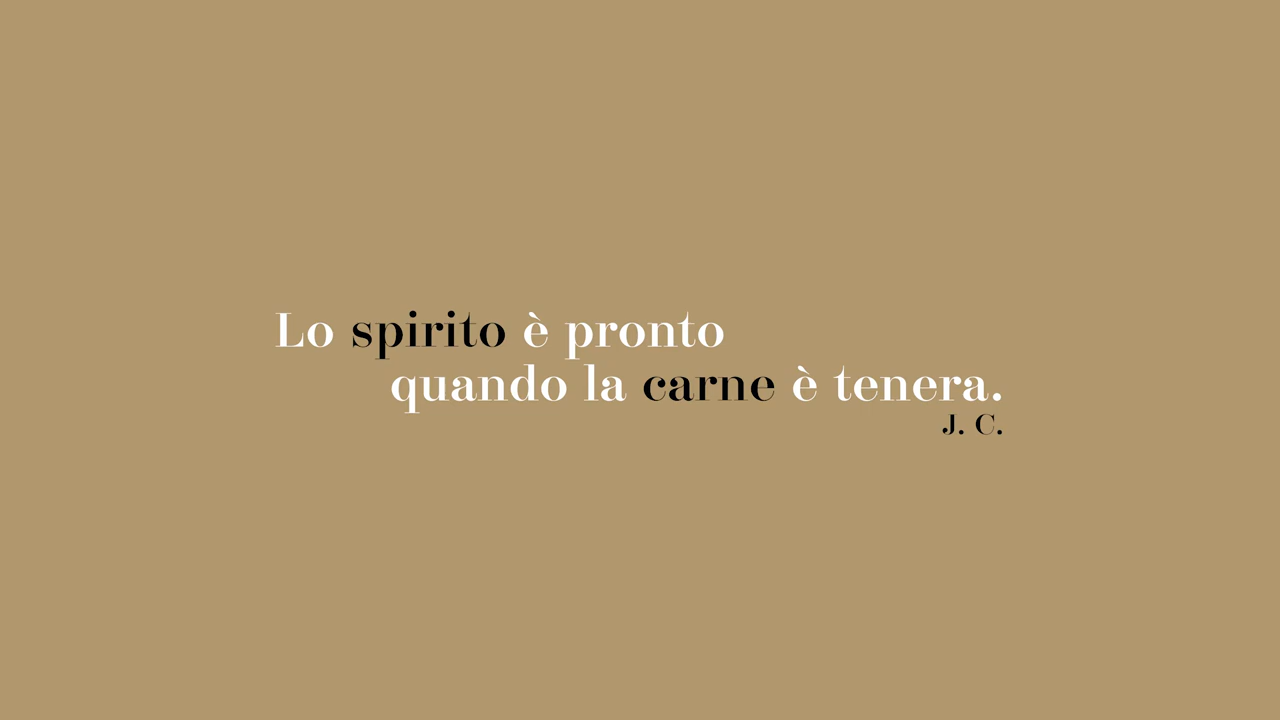 Lo spirito è pronto
quando la carne è tenera.
J. C.